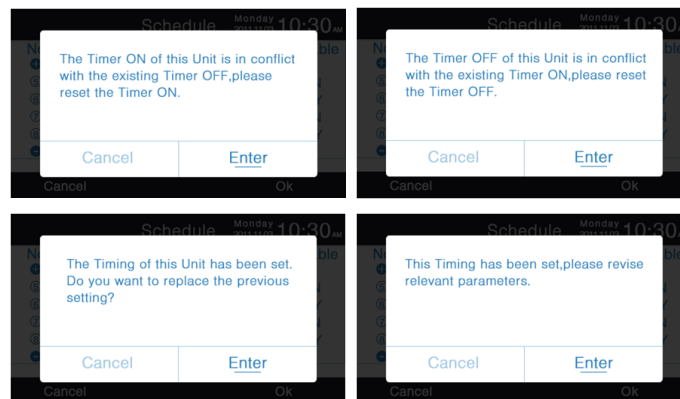 Schedule Monday 10:30AM
2011.11.03
The Timer ON of this Unit is in conflict
with the existing Timer OFF,please
reset the Timer ON.
Cancel Enter
Cancel Ok
Schedule Monday 10:30A
2011.11.03
The Timer OFF of this Unit is in conflict
with the existing Timer ON,please reset
the Timer OFF.
Cancel Enter
Cancel Ok
Schedule Monday 10:30AM
2011.11.03
The Timing of this Unit has been set.
Do you want to replace the previous
setting?
Cancel Enter
Cancel Ok
Schedule Monday 10:30A
2011.11.03
This Timing has been set,please revise
relevant parameters.
Cancel Enter
Cancel Ok